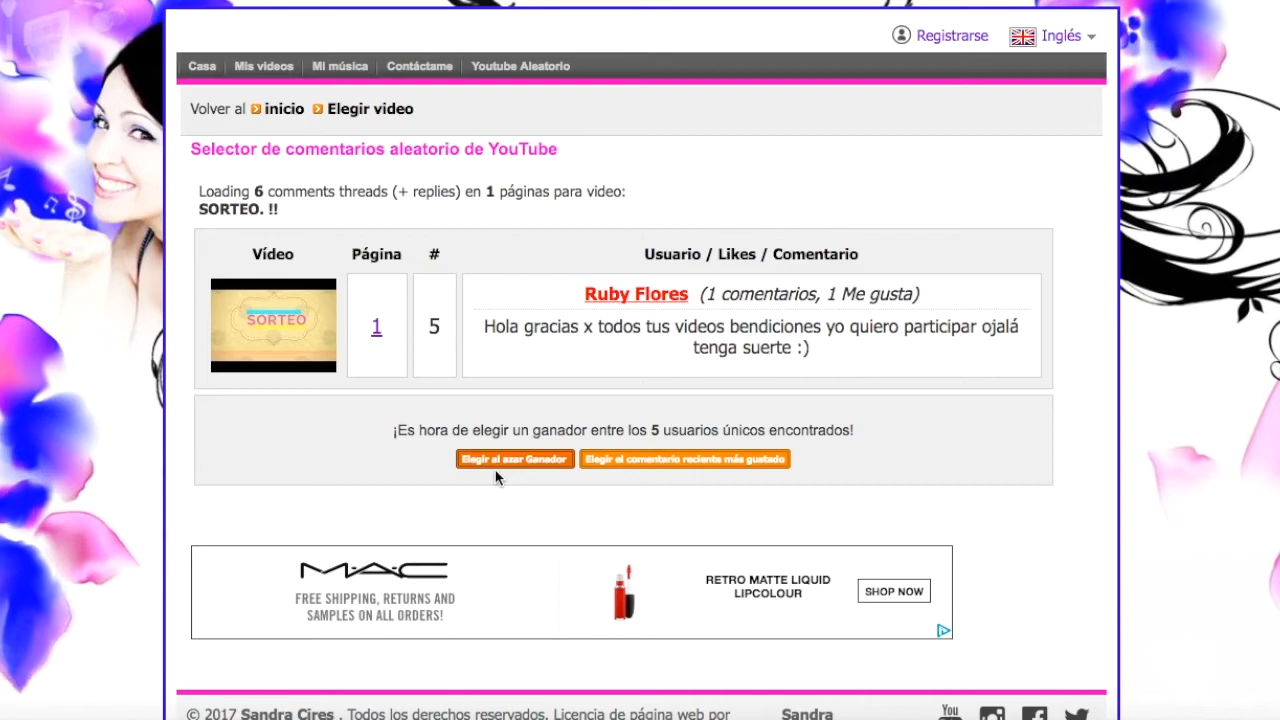 Registrarse
Inglés
Casa
Mis videos
Mi música
Contáctame
Youtube Aleatorio
Volver al inicio Elegir video
Selector de comentarios aleatorio de YouTube
Loading 6 comments threads (+ replies) en 1 páginas para video:
SORTEO. !!
Vídeo
Página
#
Usuario / Likes / Comentario
SORTEO
1
5
Ruby Flores (1 comentarios, 1 Me gusta)
Hola gracias x todos tus videos bendiciones yo quiero participar ojalá
tenga suerte :)
¡Es hora de elegir un ganador entre los 5 usuarios únicos encontrados!
Elegir al azar Ganador
Elegir el comentario reciente más gustado
MAC
FREE SHIPPING, RETURNS AND
SAMPLES ON ALL ORDERS!
RETRO MATTE LIQUID
LIPCOLOUR
SHOP NOW
© 2017 Sandra Cires . Todos los derechos reservados. Licencia de página web por
Sandra
You